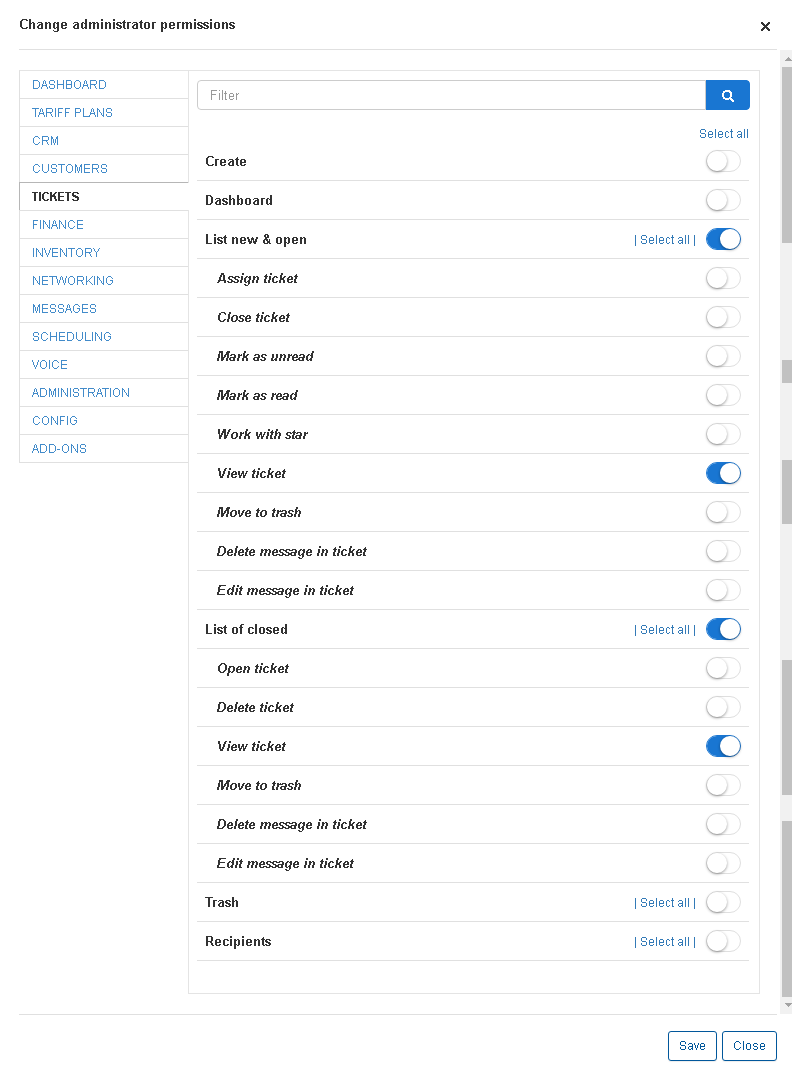 Change administrator permissions
×
DASHBOARD
TARIFF PLANS
CRM
CUSTOMERS
TICKETS
FINANCE
INVENTORY
NETWORKING
MESSAGES
SCHEDULING
VOICE
ADMINISTRATION
CONFIG
ADD-ONS
Filter
Select all
Create
Dashboard
List new & open | Select all |
Assign ticket
Close ticket
Mark as unread
Mark as read
Work with star
View ticket
Move to trash
Delete message in ticket
Edit message in ticket
List of closed | Select all |
Open ticket
Delete ticket
View ticket
Move to trash
Delete message in ticket
Edit message in ticket
Trash | Select all |
Recipients | Select all |
Save Close